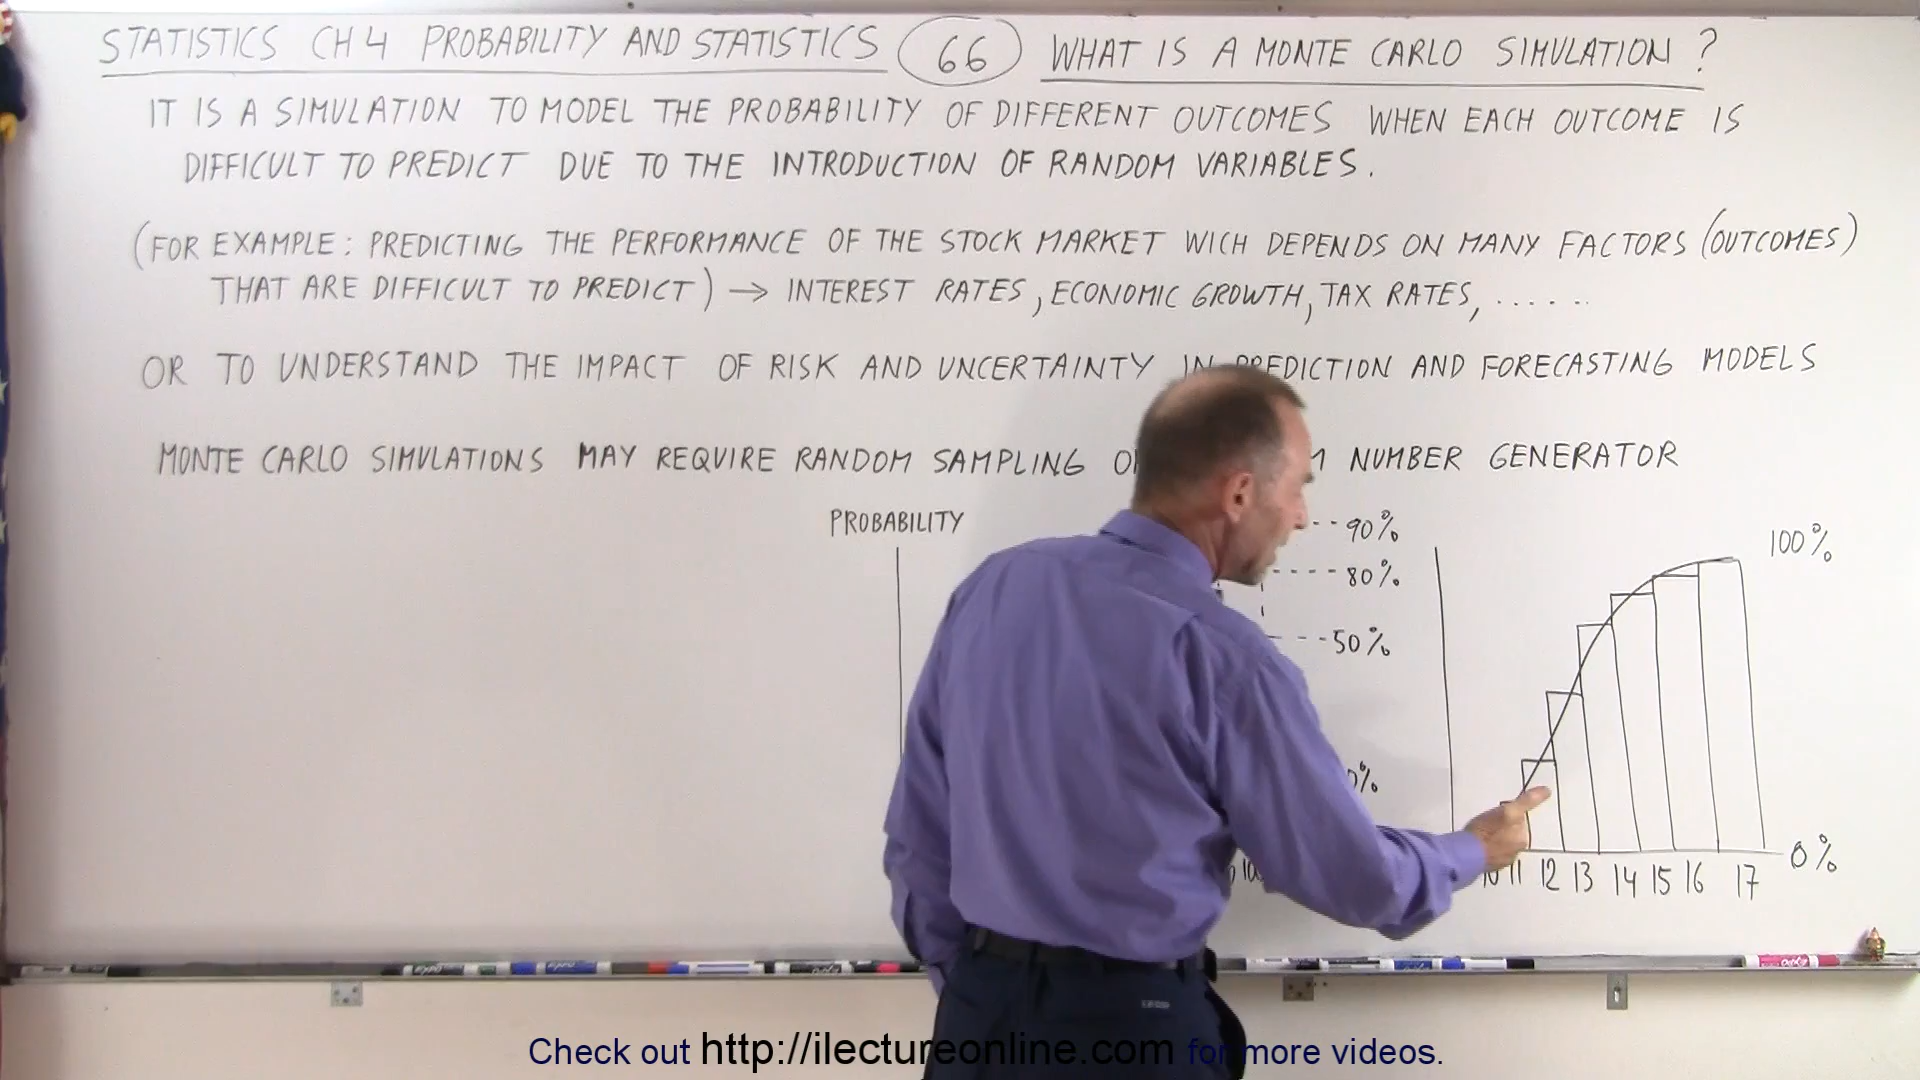 STATISTICS CH 4 PROBABILITY AND STATISTICS 66 WHAT IS A MONTE CARLO SIMULATION ?
IT IS A SIMULATION TO MODEL THE PROBABILITY OF DIFFERENT OUTCOMES WHEN EACH OUTCOME IS
DIFFICULT TO PREDICT DUE TO THE INTRODUCTION OF RANDOM VARIABLES.
(FOR EXAMPLE: PREDICTING THE PERFORMANCE OF THE STOCK MARKET WICH DEPENDS ON MANY FACTORS (OUTCOMES)
THAT ARE DIFFICULT TO PREDICT) → INTEREST RATES, ECONOMIC GROWTH, TAX RATES, ......
OR TO UNDERSTAND THE IMPACT OF RISK AND UNCERTAINTY IN PREDICTION AND FORECASTING MODELS
MONTE CARLO SIMULATIONS MAY REQUIRE RANDOM SAMPLING NUMBER GENERATOR
PROBABILITY
90%
80%
50%
100%
0%
11 12 13 14 15 16 17
Check out http://ilectureonline.com for more videos.